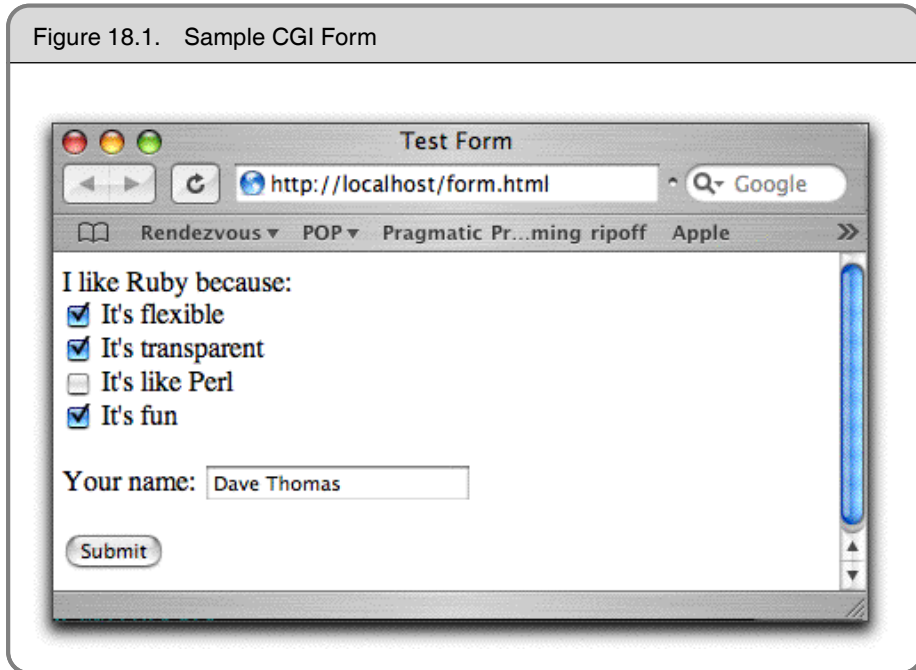 Figure 18.1. Sample CGI Form
Test Form
http://localhost/form.html
Google
Rendezvous POP Pragmatic Pr...ming ripoff Apple
I like Ruby because:
It's flexible
It's transparent
It's like Perl
It's fun
Your name: Dave Thomas
Submit